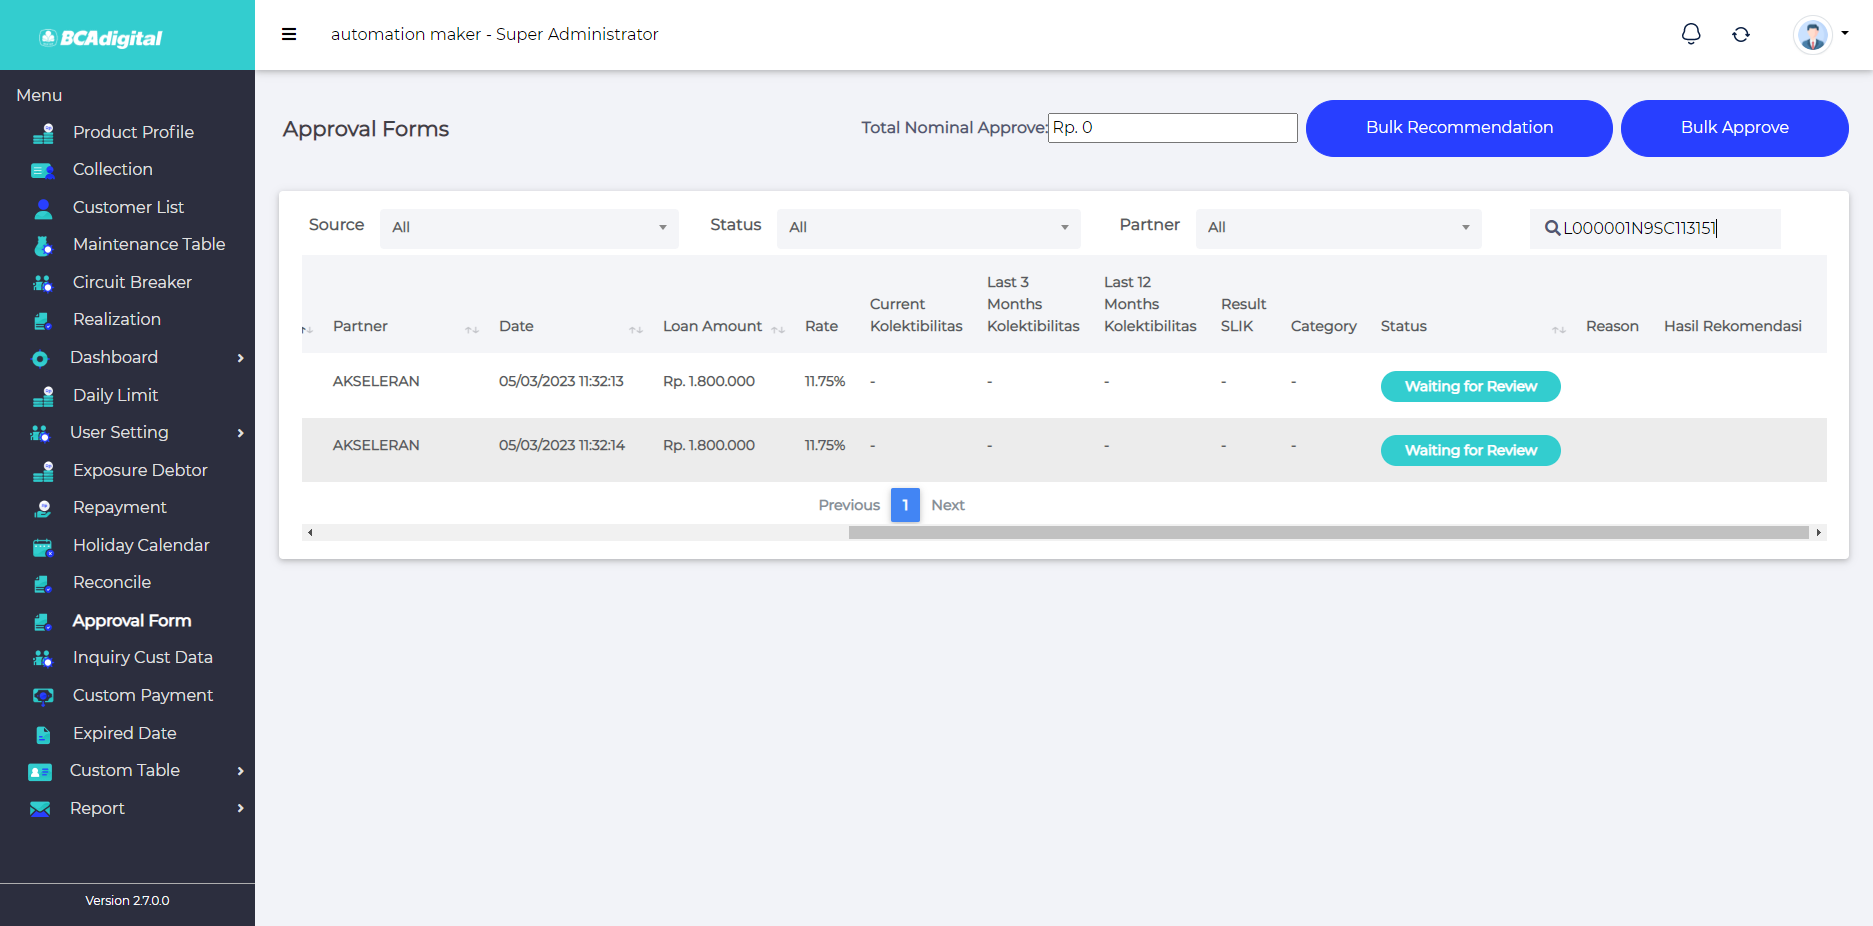 BCAdigital
automation maker - Super Administrator
Menu
Product Profile
Collection
Customer List
Maintenance Table
Circuit Breaker
Realization
Dashboard
Daily Limit
User Setting
Exposure Debtor
Repayment
Holiday Calendar
Reconcile
Approval Form
Inquiry Cust Data
Custom Payment
Expired Date
Custom Table
Report
Version 2.7.0.0
Approval Forms
Total Nominal Approve: Rp. 0
Bulk Recommendation
Bulk Approve
Source All
Status All
Partner All
L000001N9SC113151
Partner
Date
Loan Amount
Rate
Current
Kolektibilitas
Last 3
Months
Kolektibilitas
Last 12
Months
Kolektibilitas
Result
SLIK
Category
Status
Reason
Hasil Rekomendasi
AKSELERAN 05/03/2023 11:32:13 Rp. 1.800.000 11.75% - - - - - Waiting for Review
AKSELERAN 05/03/2023 11:32:14 Rp. 1.800.000 11.75% - - - - - Waiting for Review
Previous 1 Next